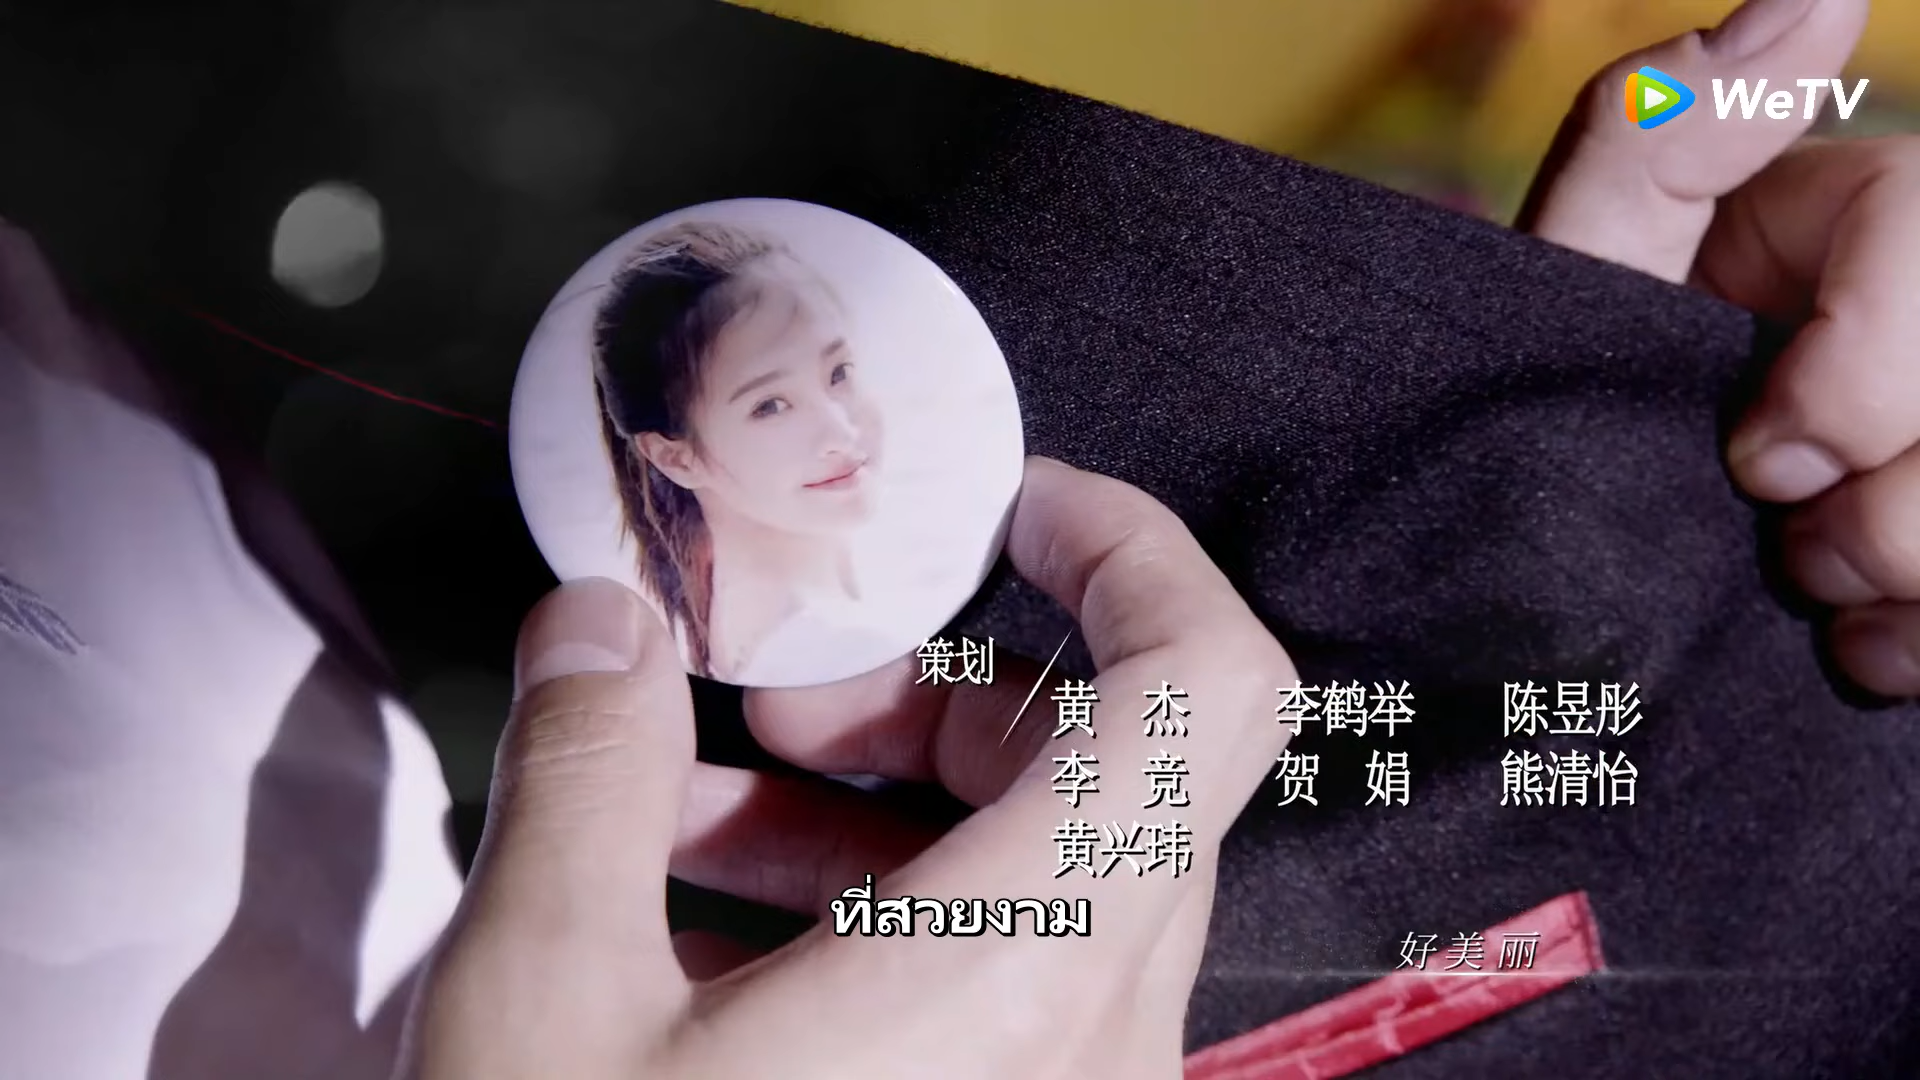 WeTV
策划
黄 杰 李鹤举 陈昱彤
李 竞 贺 娟 熊清怡
黄兴玮
ที่สวยงาม
好美丽